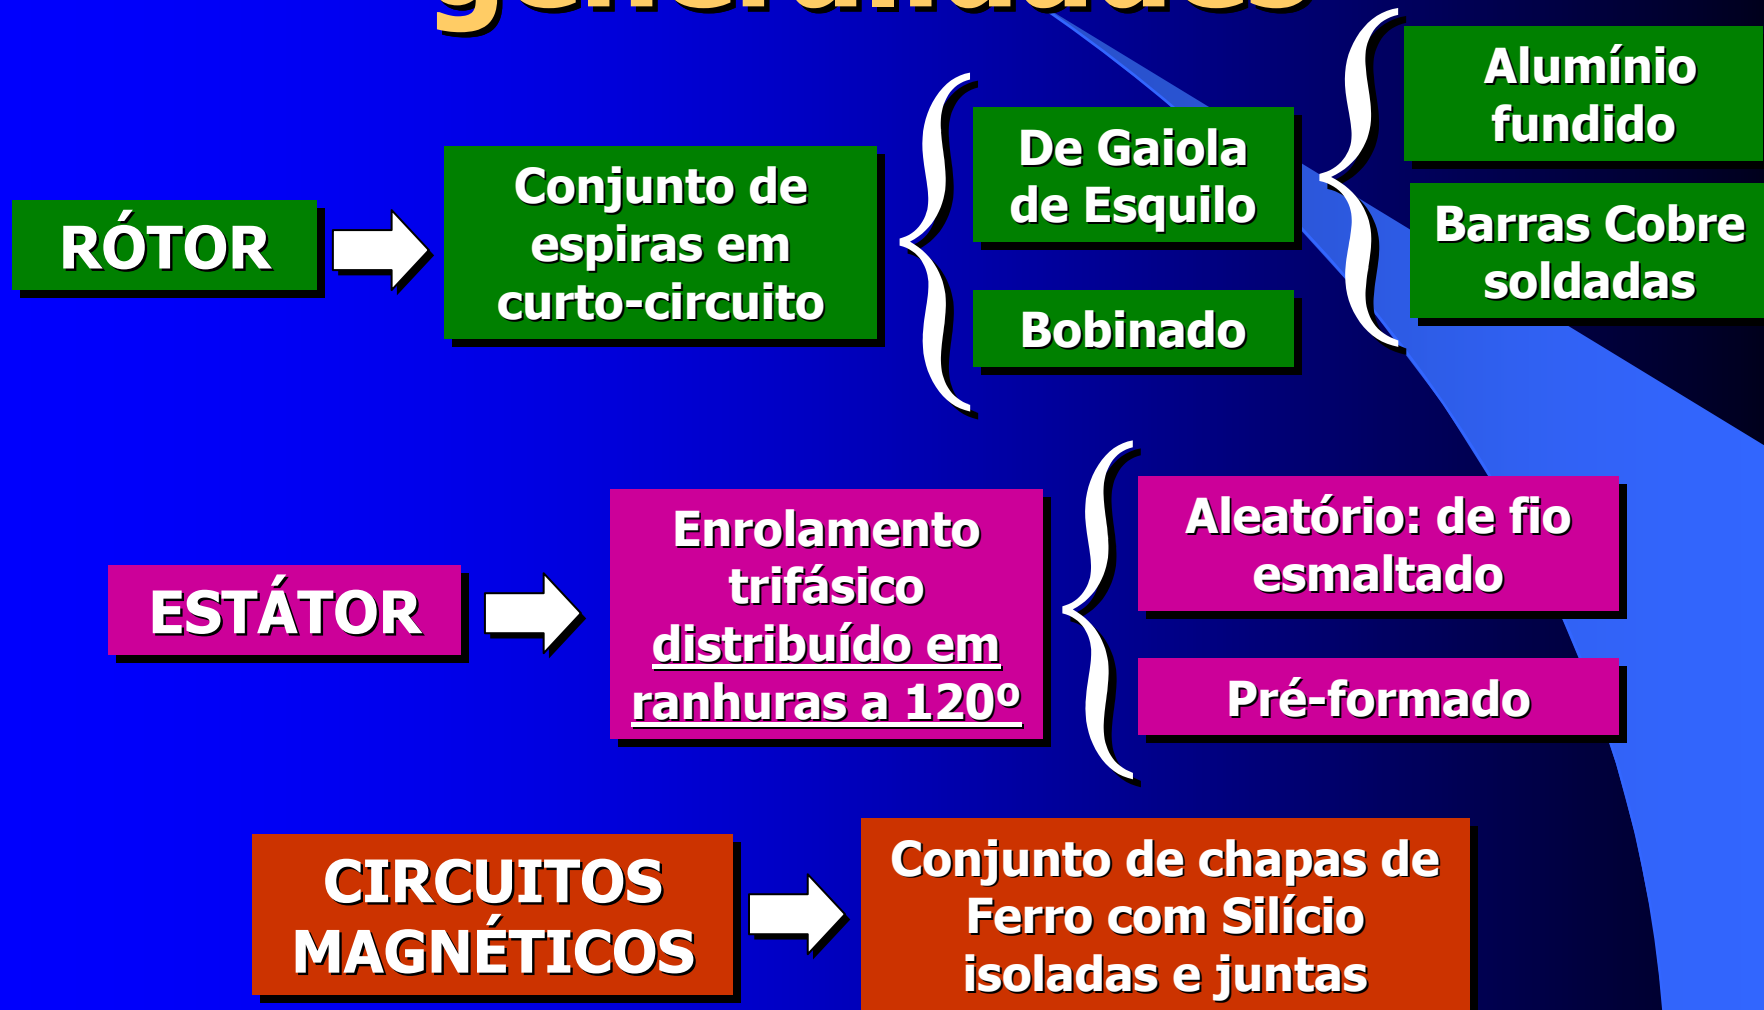 generalidades
RÓTOR
Conjunto de
espiras em
curto-circuito
De Gaiola
de Esquilo
Bobinado
Alumínio
fundido
Barras Cobre
soldadas
ESTÁTOR
Enrolamento
trifásico
distribuído em
ranhuras a 120º
Aleatório: de fio
esmaltado
Pré-formado
CIRCUITOS
MAGNÉTICOS
Conjunto de chapas de
Ferro com Silício
isoladas e juntas